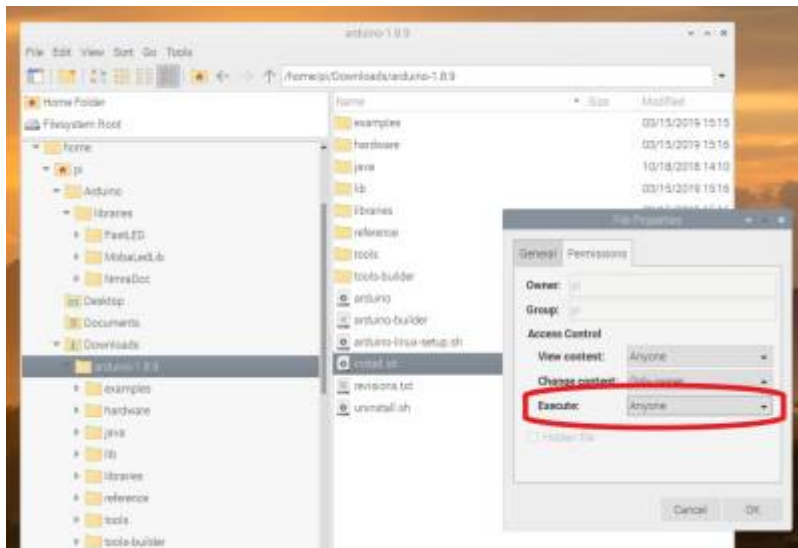 arduino-1.8.9
File Edit View Sort Go Tools
/home/pi/Downloads/arduino-1.8.9
Home Folder
Filesystem Root
home
pi
Arduino
libraries
FastLED
MobaLedLib
NmraDcc
Desktop
Documents
Downloads
arduino-1.8.9
examples
hardware
java
lib
libraries
reference
tools
tools-builder
Name Size Modified
examples 03/15/2019 15:15
hardware 03/15/2019 15:16
java 10/18/2018 14:10
lib 03/15/2019 15:16
libraries
reference
tools
tools-builder
arduino
arduino-builder
arduino-linux-setup.sh
install.sh
revisions.txt
uninstall.sh
File Properties
General Permissions
Owner: pi
Group: pi
Access Control
View content: Anyone
Change content: Only owner
Execute: Anyone
Hidden file
Cancel OK